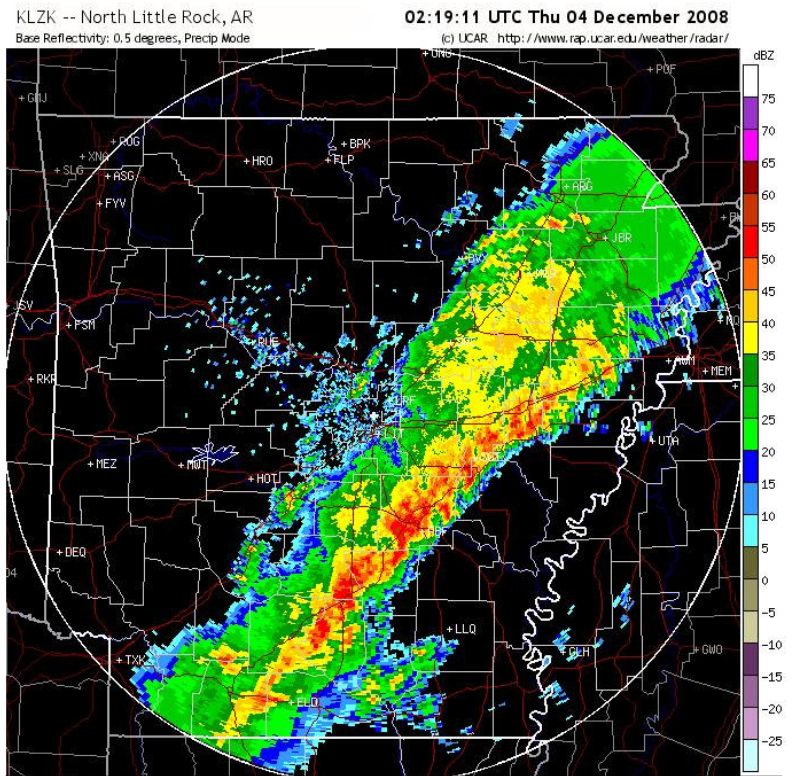 KLZK -- North Little Rock, AR 02:19:11 UTC Thu 04 December 2008
Base Reflectivity: 0.5 degrees, Precip Mode (c) UCAR http://www.rap.ucar.edu/weather/radar/
dBZ
+UNO
+POF
+GMJ
75
+ROG +BPK
70
+XNA +HRO +FLP
+SLG +ASG
65
+ARG
+FYV
60
+JBR
55
+BVX
50
45
+FSM
40
+RUE
+AWM +MEM
35
+RKR
30
LRF
25
+LIT
+UTA
20
+MEZ +MWT +HOT
15
10
+PBF
5
+DEQ
04
0
-5
+LLQ
+GLH +GWO
-10
+TXK
-15
+ELD
-20
-25